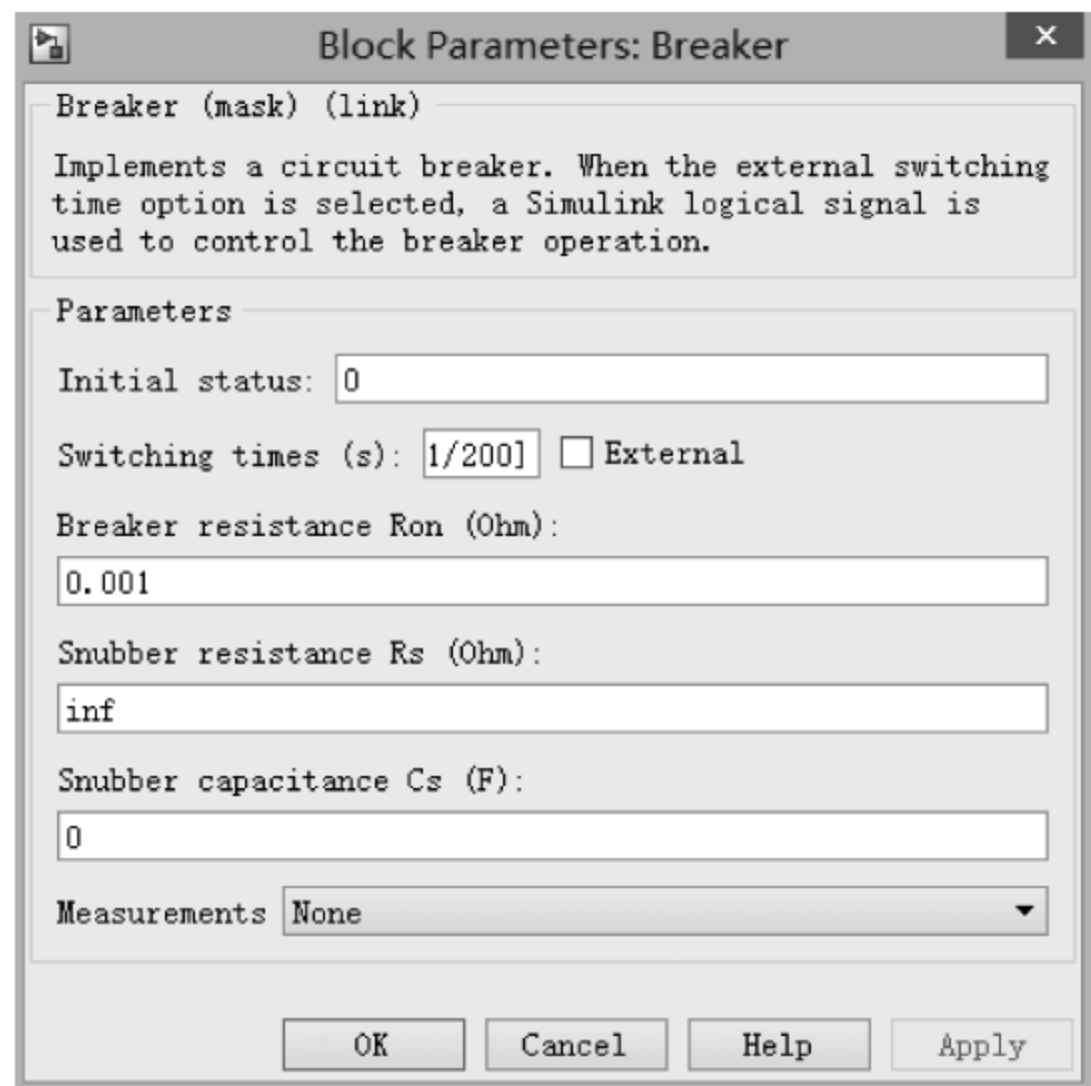 Block Parameters: Breaker
Breaker (mask) (link)
Implements a circuit breaker. When the external switching
time option is selected, a Simulink logical signal is
used to control the breaker operation.
Parameters
Initial status: 0
Switching times (s): 1/200] External
Breaker resistance Ron (Ohm):
0.001
Snubber resistance Rs (Ohm):
inf
Snubber capacitance Cs (F):
0
Measurements None
OK Cancel Help Apply